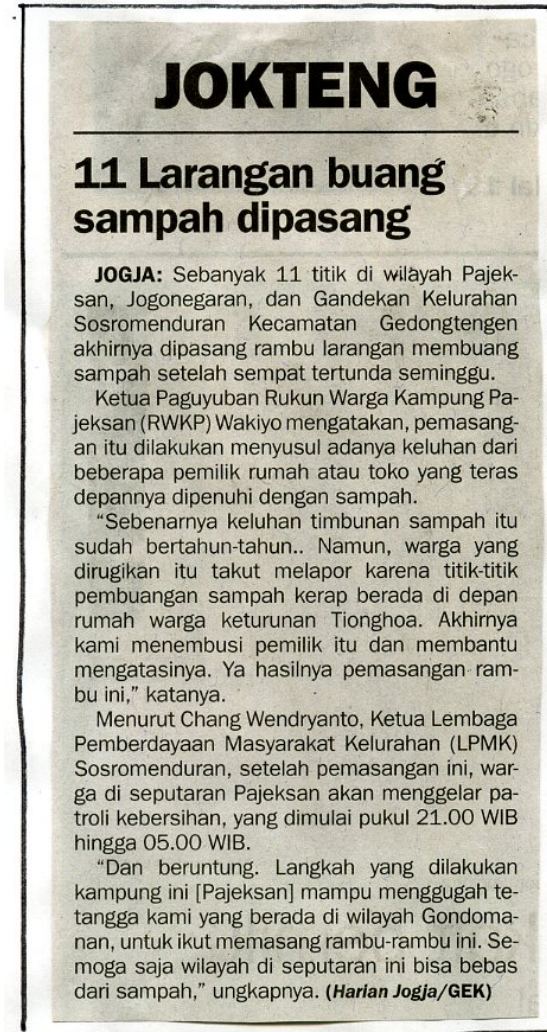 JOKTENG
11 Larangan buang
sampah dipasang
JOGJA: Sebanyak 11 titik di wilayah Pajek-
san, Jogonegaran, dan Gandekan Kelurahan
Sosromenduran Kecamatan Gedongtengen
akhirnya dipasang rambu larangan membuang
sampah setelah sempat tertunda seminggu.
Ketua Paguyuban Rukun Warga Kampung Pa-
jeksan (RWKP) Wakiyo mengatakan, pemasang-
an itu dilakukan menyusul adanya keluhan dari
beberapa pemilik rumah atau toko yang teras
depannya dipenuhi dengan sampah.
“Sebenarnya keluhan timbunan sampah itu
sudah bertahun-tahun.. Namun, warga yang
dirugikan itu takut melapor karena titik-titik
pembuangan sampah kerap berada di depan
rumah warga keturunan Tionghoa. Akhirnya
kami menembusi pemilik itu dan membantu
mengatasinya. Ya hasilnya pemasangan ram-
bu ini,” katanya.
Menurut Chang Wendryanto, Ketua Lembaga
Pemberdayaan Masyarakat Kelurahan (LPMK)
Sosromenduran, setelah pemasangan ini, war-
ga di seputaran Pajeksan akan menggelar pa-
troli kebersihan, yang dimulai pukul 21.00 WIB
hingga 05.00 WIB.
“Dan beruntung. Langkah yang dilakukan
kampung ini [Pajeksan] mampu menggugah te-
tangga kami yang berada di wilayah Gondoma-
nan, untuk ikut memasang rambu-rambu ini. Se-
moga saja wilayah di seputaran ini bisa bebas
dari sampah,” ungkapnya. (Harian Jogja/GEK)